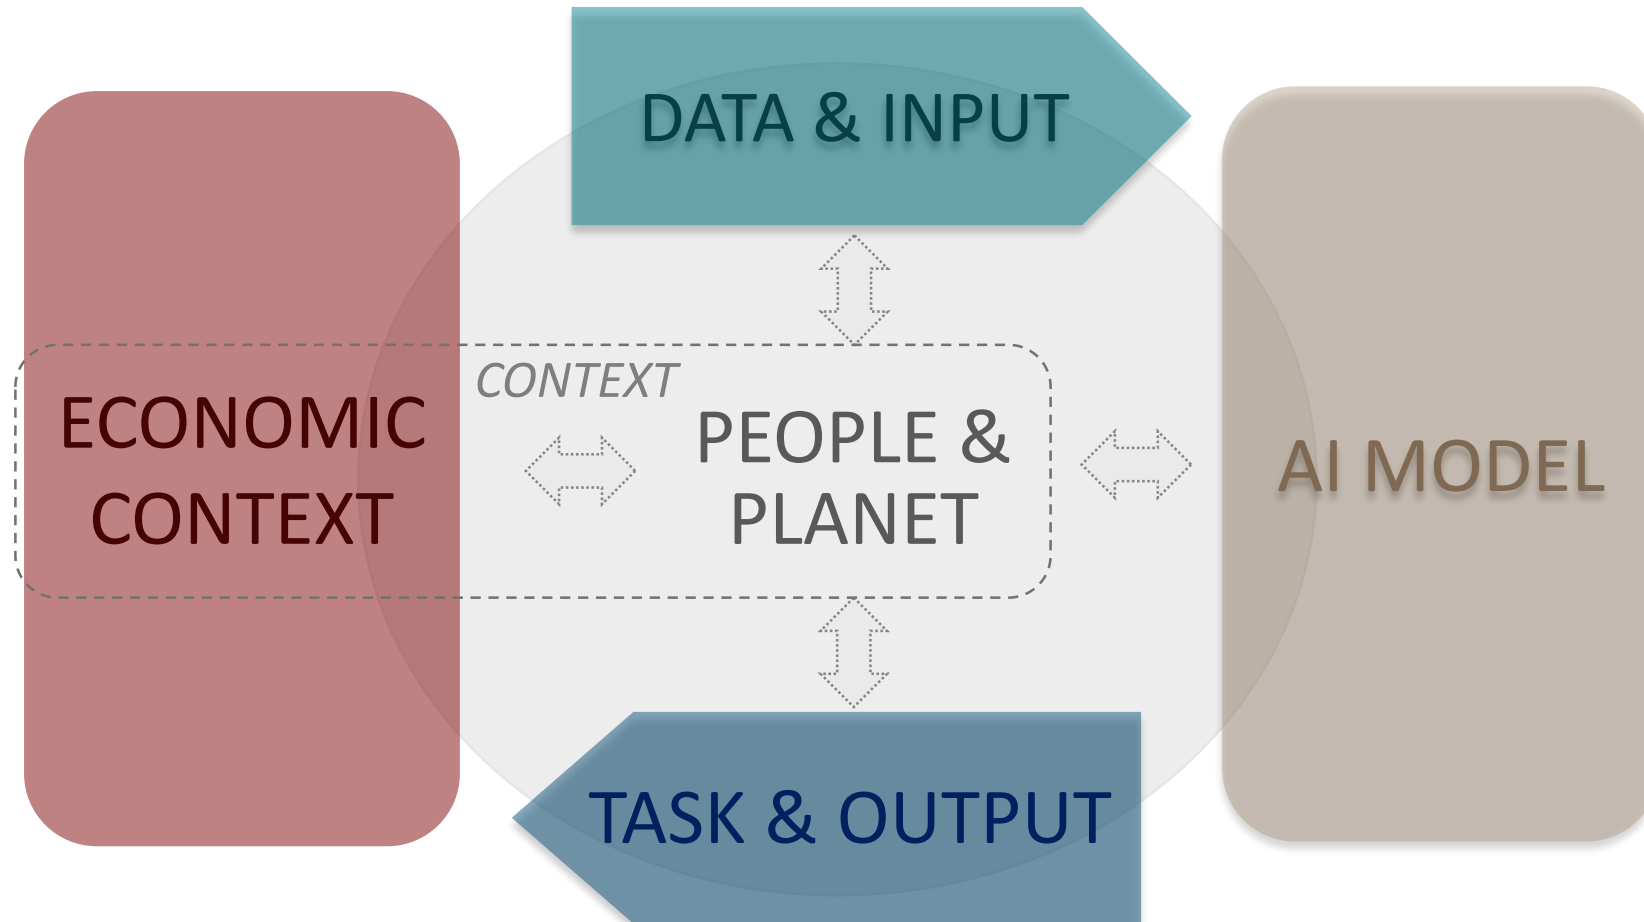 DATA & INPUT
CONTEXT
ECONOMIC
CONTEXT
PEOPLE &
PLANET
AI MODEL
TASK & OUTPUT